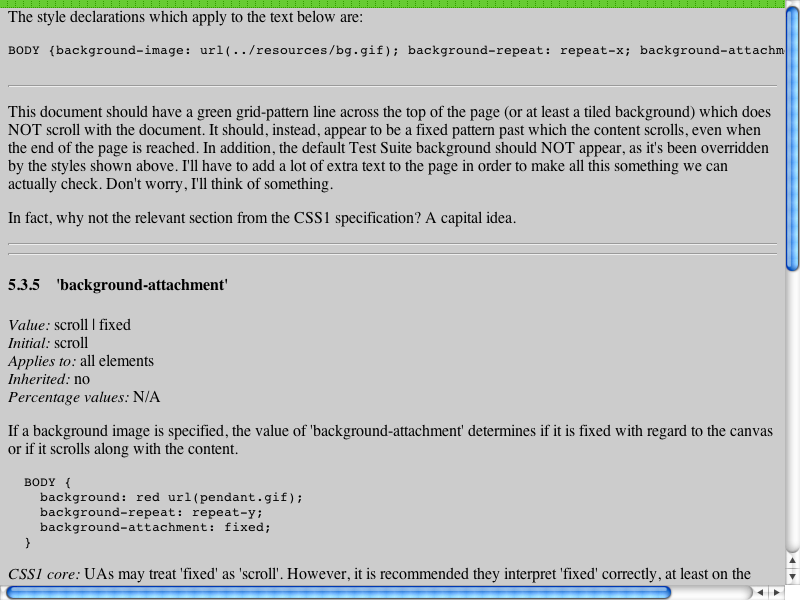 The style declarations which apply to the text below are:
BODY {background-image: url(../resources/bg.gif); background-repeat: repeat-x; background-attachm
This document should have a green grid-pattern line across the top of the page (or at least a tiled background) which does
NOT scroll with the document. It should, instead, appear to be a fixed pattern past which the content scrolls, even when
the end of the page is reached. In addition, the default Test Suite background should NOT appear, as it's been overridden
by the styles shown above. I'll have to add a lot of extra text to the page in order to make all this something we can
actually check. Don't worry, I'll think of something.
In fact, why not the relevant section from the CSS1 specification? A capital idea.
5.3.5 'background-attachment'
Value: scroll | fixed
Initial: scroll
Applies to: all elements
Inherited: no
Percentage values: N/A
If a background image is specified, the value of 'background-attachment' determines if it is fixed with regard to the canvas
or if it scrolls along with the content.
BODY {
background: red url(pendant.gif);
background-repeat: repeat-y;
background-attachment: fixed;
}
CSS1 core: UAs may treat 'fixed' as 'scroll'. However, it is recommended they interpret 'fixed' correctly, at least on the